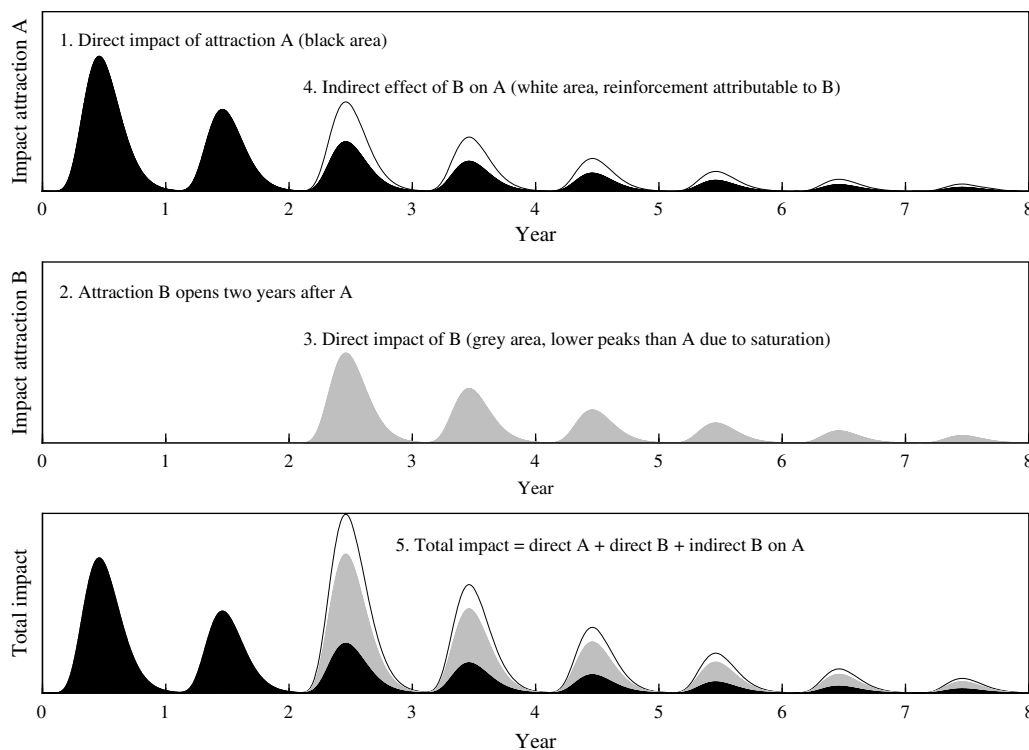 Impact attraction A
1. Direct impact of attraction A (black area)
4. Indirect effect of B on A (white area, reinforcement attributable to B)
0 1 2 3 4 5 6 7 8
Year
Impact attraction B
2. Attraction B opens two years after A
3. Direct impact of B (grey area, lower peaks than A due to saturation)
0 1 2 3 4 5 6 7 8
Year
Total impact
5. Total impact = direct A + direct B + indirect B on A
0 1 2 3 4 5 6 7 8
Year